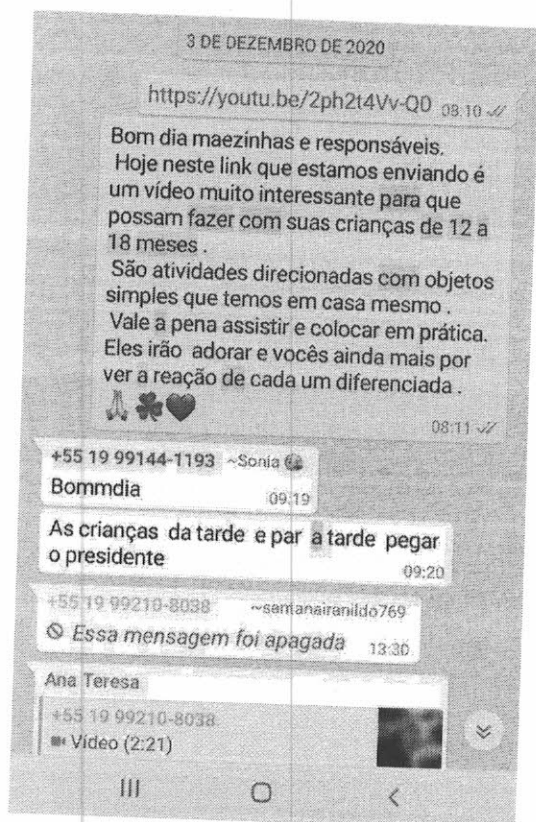 3 DE DEZEMBRO DE 2020
https://youtu.be/2ph2t4Vv-Q0 08:10
Bom dia maezinhas e responsáveis.
Hoje neste link que estamos enviando é
um vídeo muito interessante para que
possam fazer com suas crianças de 12 a
18 meses .
São atividades direcionadas com objetos
simples que temos em casa mesmo .
Vale a pena assistir e colocar em prática.
Eles irão adorar e vocês ainda mais por
ver a reação de cada um diferenciada .
🙏☘️❤️
08:11
+55 19 99144-1193 ~Sonia
Bommdia 09:19
As crianças da tarde e par a tarde pegar
o presidente 09:20
+55 19 99210-8038 ~santanairanildo769
Essa mensagem foi apagada 13:30
Ana Teresa
+55 19 99210-8038
Vídeo (2:21)